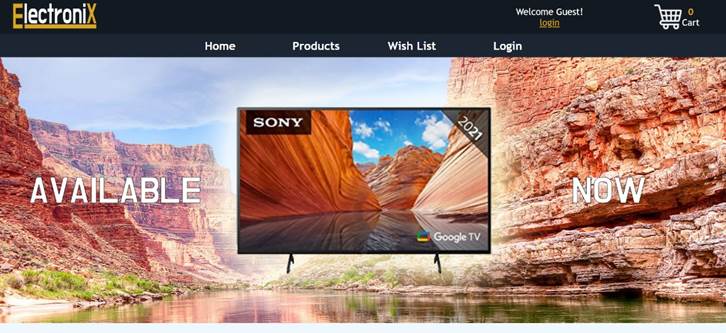 ElectroniX
Welcome Guest!
login
0
Cart
Home Products Wish List Login
SONY
2021
AVAILABLE NOW
Google TV